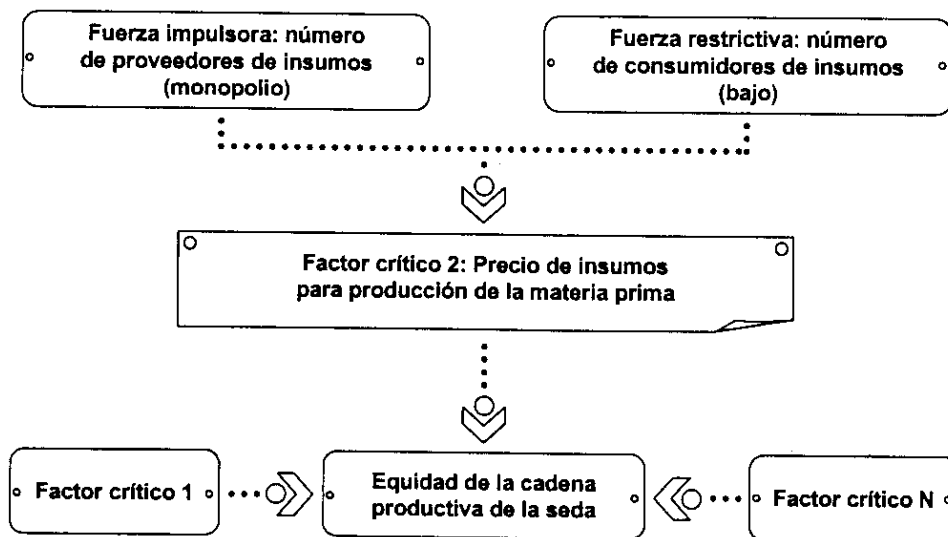 Fuerza impulsora: número
de proveedores de insumos
(monopolio)
Fuerza restrictiva: número
de consumidores de insumos
(bajo)
Factor crítico 2: Precio de insumos
para producción de la materia prima
Factor crítico 1
Equidad de la cadena
productiva de la seda
Factor crítico N